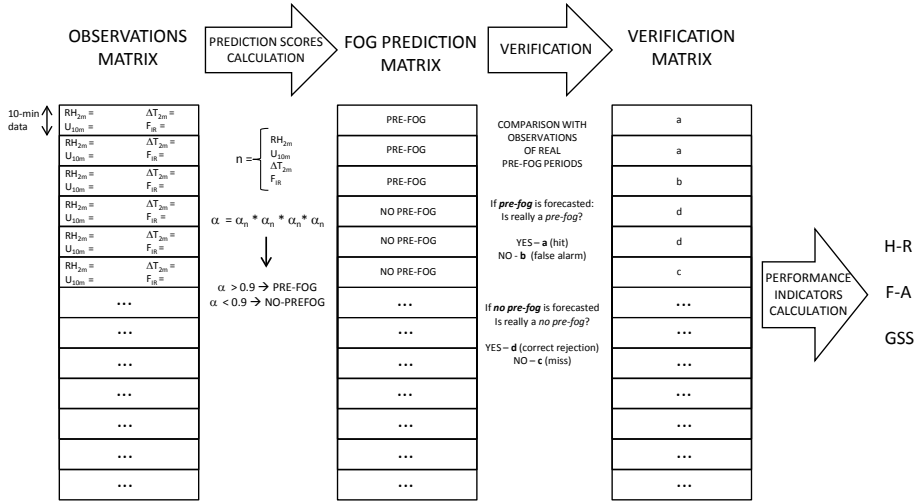 OBSERVATIONS
MATRIX
PREDICTION SCORES
CALCULATION
FOG PREDICTION
MATRIX
VERIFICATION
VERIFICATION
MATRIX
10-min
data
RH2m = ΔT2m =
U10m = FIR =
RH2m = ΔT2m =
U10m = FIR =
RH2m = ΔT2m =
U10m = FIR =
RH2m = ΔT2m =
U10m = FIR =
RH2m = ΔT2m =
U10m = FIR =
RH2m = ΔT2m =
U10m = FIR =
...
...
...
...
...
...
...
n =
RH2m
U10m
ΔT2m
FIR
α = αn * αn * αn* αn
α > 0.9 → PRE-FOG
α < 0.9 → NO-PREFOG
PRE-FOG
PRE-FOG
PRE-FOG
NO PRE-FOG
NO PRE-FOG
NO PRE-FOG
...
...
...
...
...
...
...
COMPARISON WITH
OBSERVATIONS
OF REAL
PRE-FOG PERIODS
If pre-fog is forecasted:
Is really a pre-fog?
YES – a (hit)
NO - b (false alarm)
If no pre-fog is forecasted
Is really a no pre-fog?
YES – d (correct rejection)
NO – c (miss)
a
a
b
d
d
c
...
...
...
...
...
...
...
PERFORMANCE
INDICATORS
CALCULATION
H-R
F-A
GSS